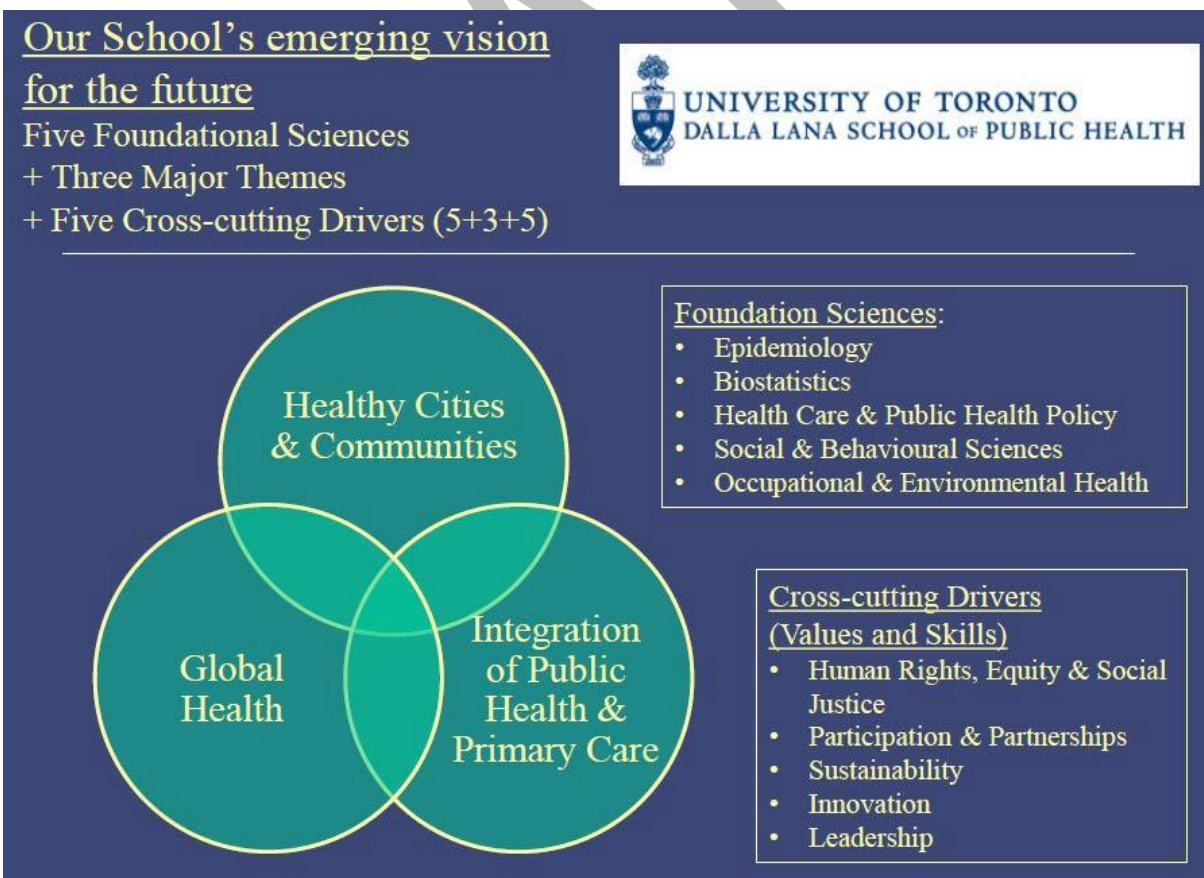 Our School's emerging vision
for the future
Five Foundational Sciences
+ Three Major Themes
+ Five Cross-cutting Drivers (5+3+5)
UNIVERSITY OF TORONTO
DALLA LANA SCHOOL OF PUBLIC HEALTH
Healthy Cities
& Communities
Global
Health
Integration
of Public
Health &
Primary Care
Foundation Sciences:
• Epidemiology
• Biostatistics
• Health Care & Public Health Policy
• Social & Behavioural Sciences
• Occupational & Environmental Health
Cross-cutting Drivers
(Values and Skills)
• Human Rights, Equity & Social
Justice
• Participation & Partnerships
• Sustainability
• Innovation
• Leadership